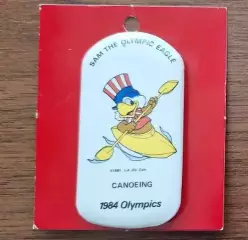 SAM THE OLYMPIC EAGLE
CANOEING
1984 Olympics